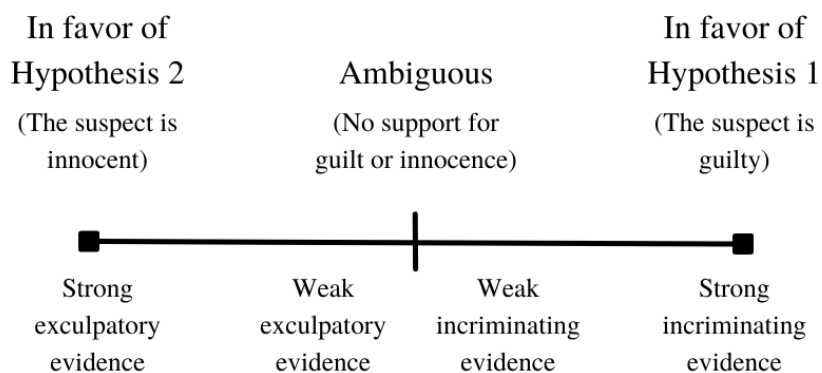 In favor of
Hypothesis 2
(The suspect is
innocent)
Ambiguous
(No support for
guilt or innocence)
In favor of
Hypothesis 1
(The suspect is
guilty)
Strong
exculpatory
evidence
Weak
exculpatory
evidence
Weak
incriminating
evidence
Strong
incriminating
evidence